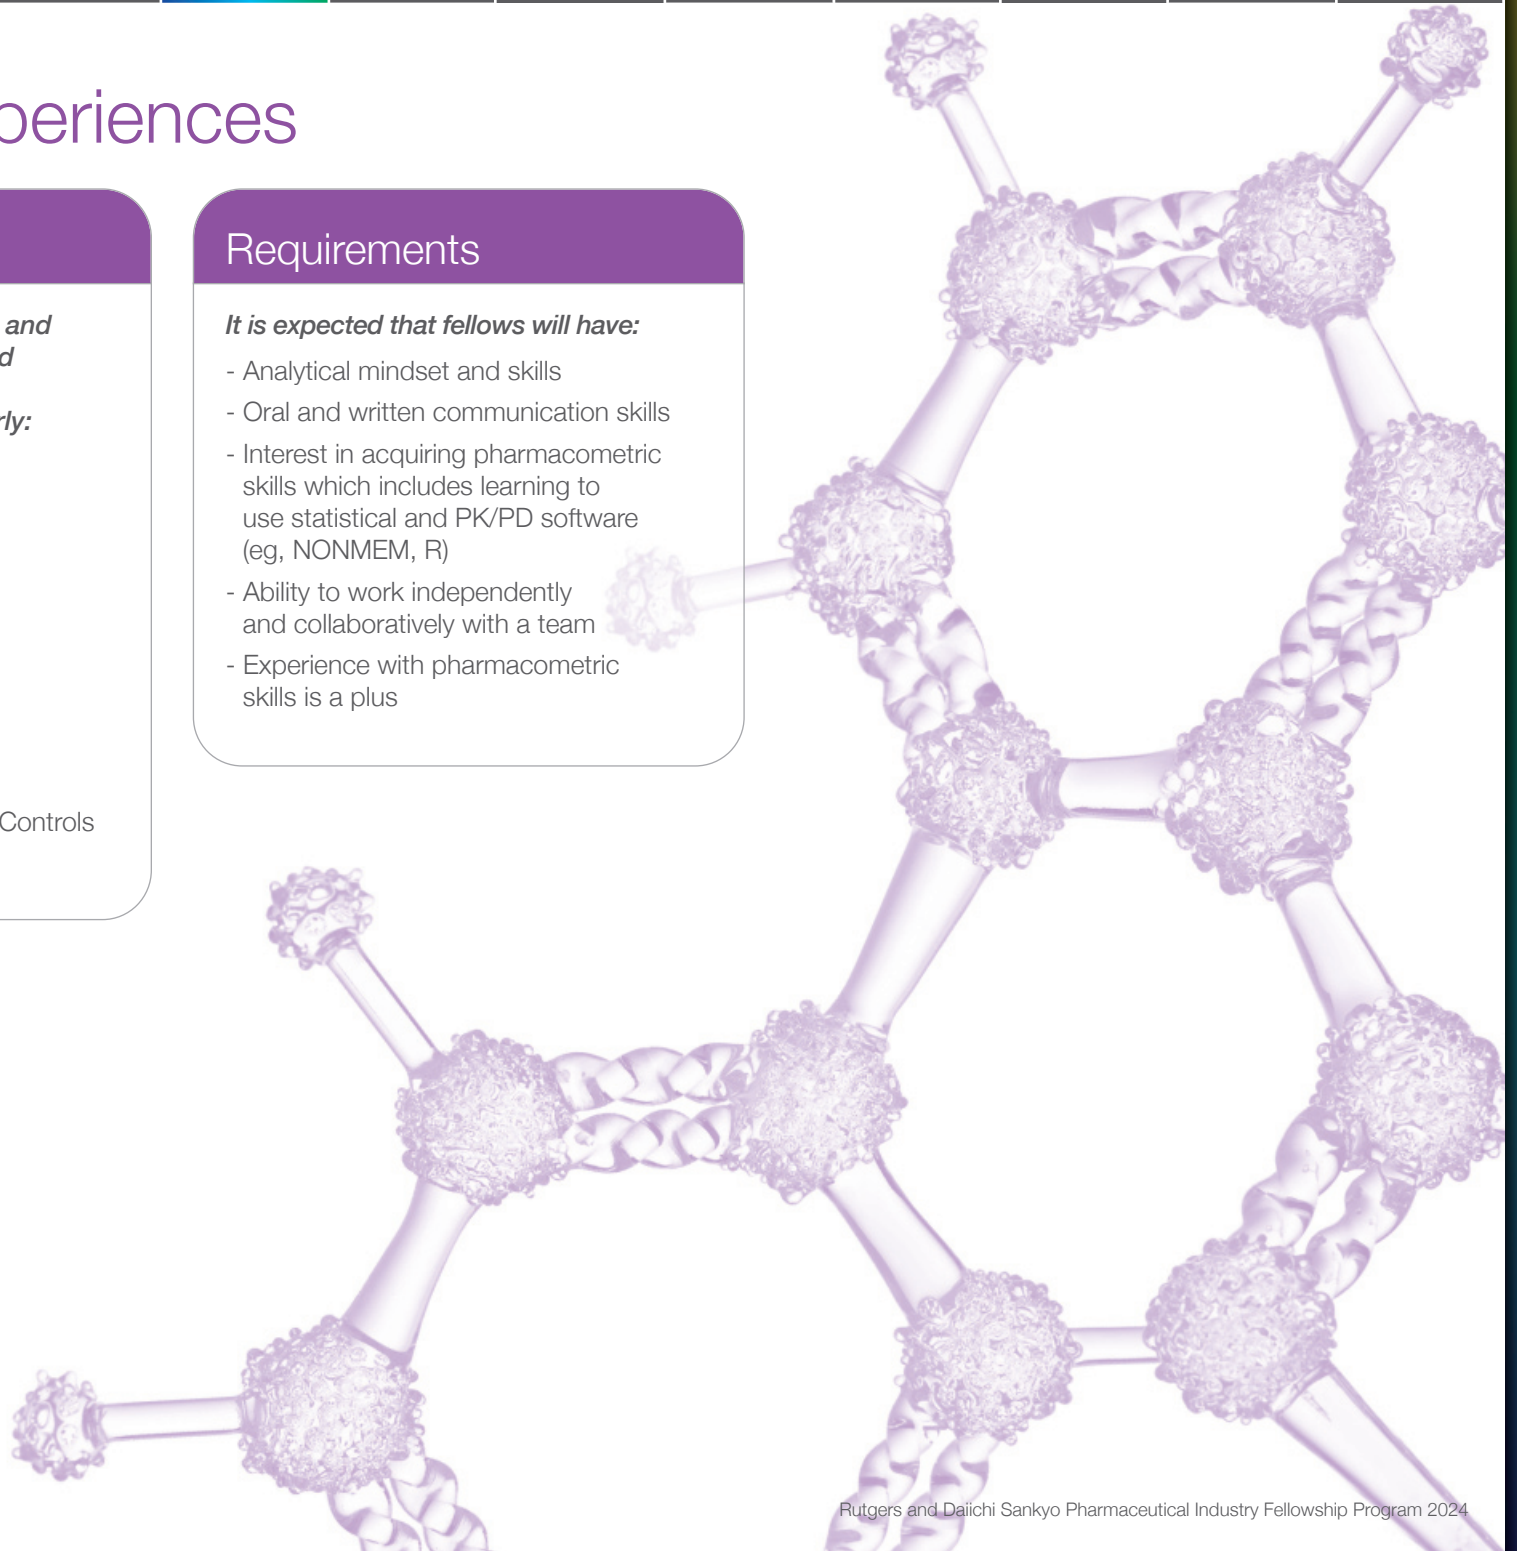 periences
and
d
rly:
Controls
Requirements
It is expected that fellows will have:
- Analytical mindset and skills
- Oral and written communication skills
- Interest in acquiring pharmacometric
skills which includes learning to
use statistical and PK/PD software
(eg, NONMEM, R)
- Ability to work independently
and collaboratively with a team
- Experience with pharmacometric
skills is a plus
Rutgers and Daiichi Sankyo Pharmaceutical Industry Fellowship Program 2024